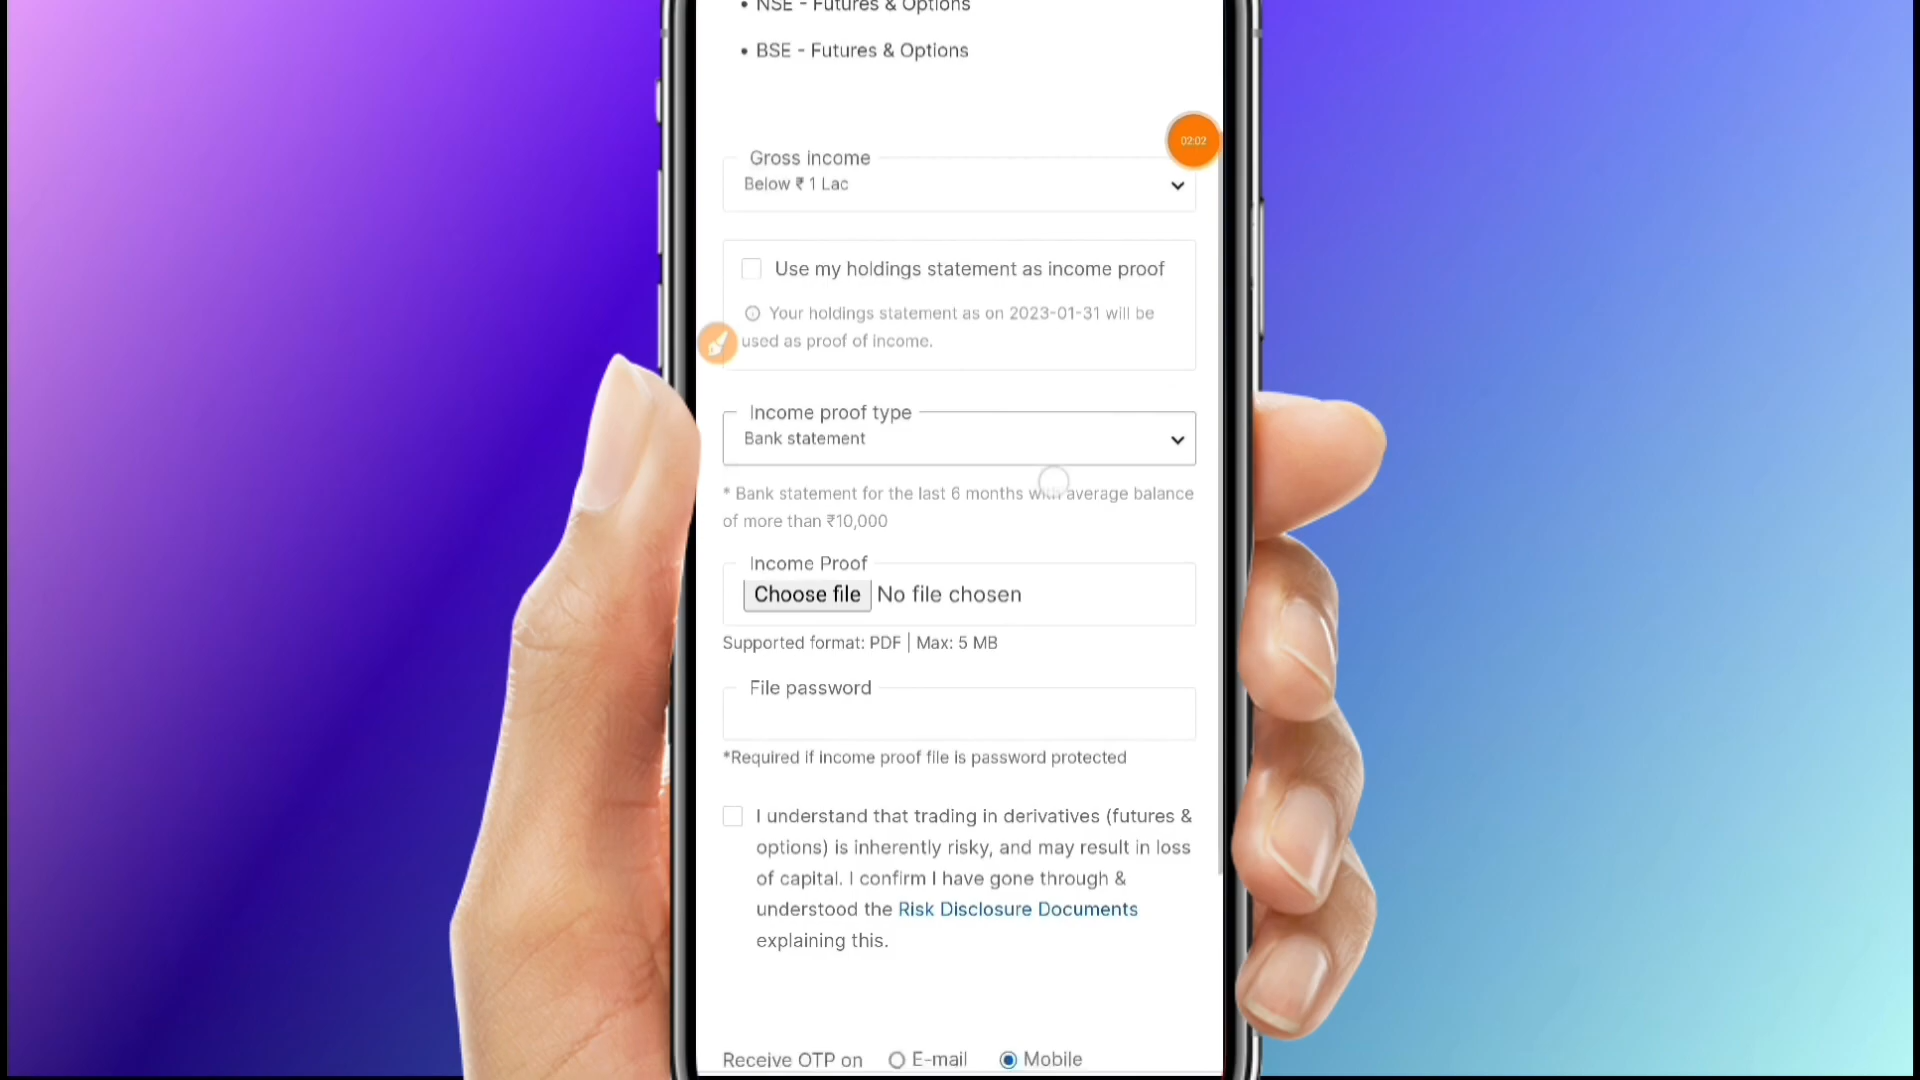 • NSE - Futures & Options
• BSE - Futures & Options
02:02
Gross income
Below ₹ 1 Lac
Use my holdings statement as income proof
Your holdings statement as on 2023-01-31 will be
used as proof of income.
Income proof type
Bank statement
* Bank statement for the last 6 months with average balance
of more than ₹10,000
Income Proof
Choose file No file chosen
Supported format: PDF | Max: 5 MB
File password
*Required if income proof file is password protected
I understand that trading in derivatives (futures &
options) is inherently risky, and may result in loss
of capital. I confirm I have gone through &
understood the Risk Disclosure Documents
explaining this.
Receive OTP on E-mail Mobile